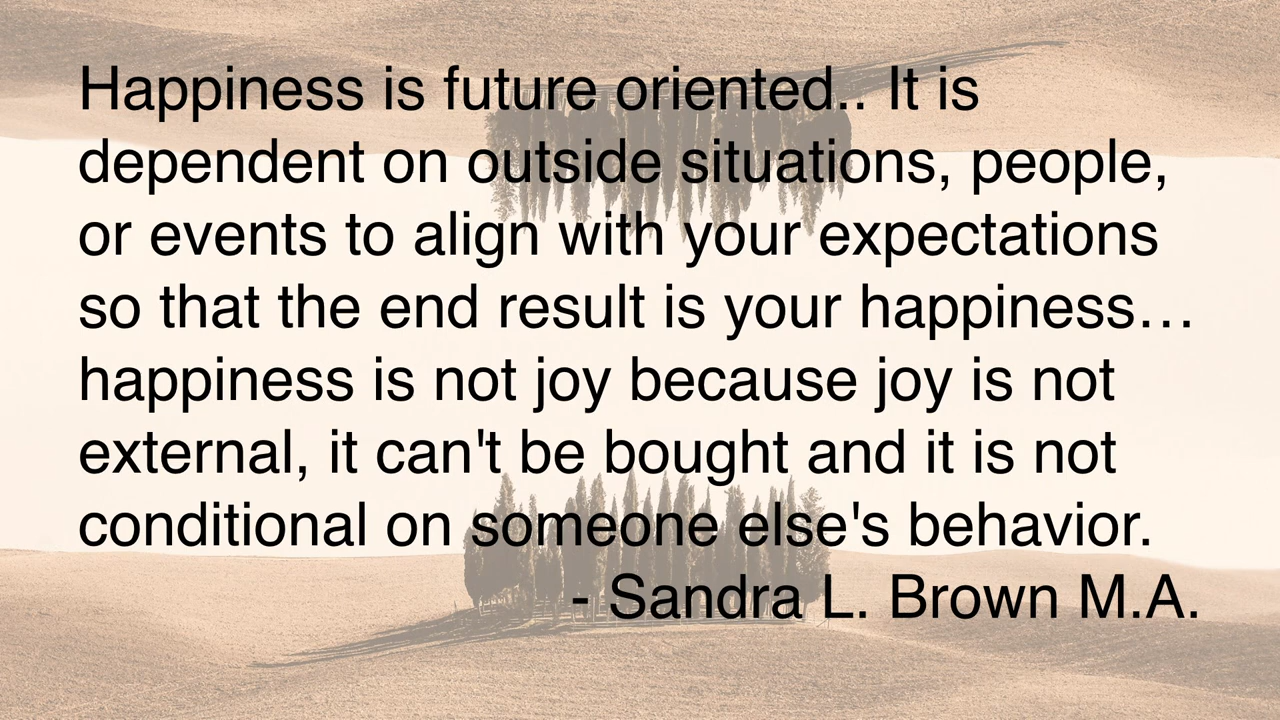 Happiness is future oriented.. It is
dependent on outside situations, people,
or events to align with your expectations
so that the end result is your happiness…
happiness is not joy because joy is not
external, it can't be bought and it is not
conditional on someone else's behavior.
- Sandra L. Brown M.A.